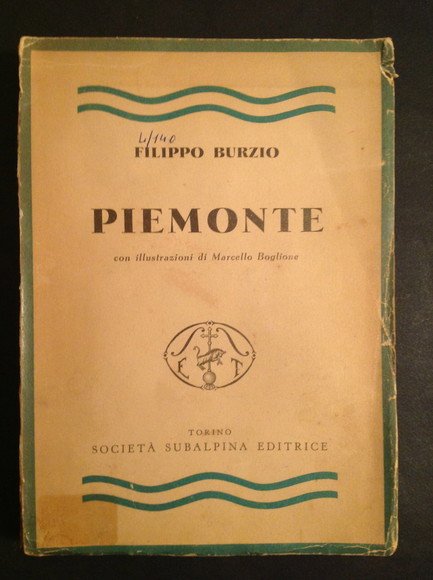 L/140
FILIPPO BURZIO
PIEMONTE
con illustrazioni di Marcello Boglione
E T
TORINO
SOCIETÀ SUBALPINA EDITRICE